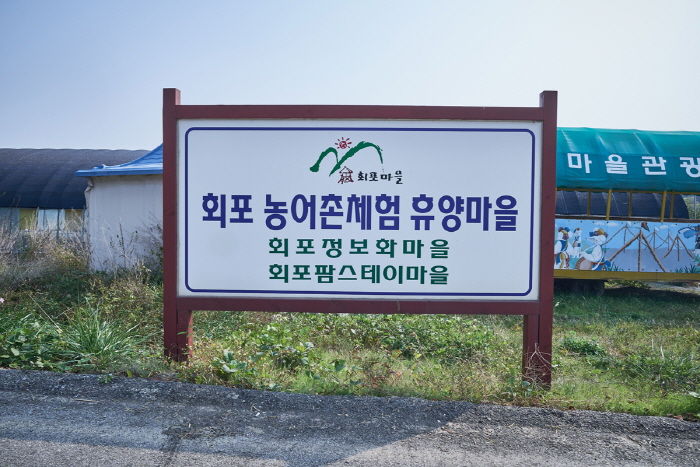 회포마을
회포 농어촌체험 휴양마을
회포정보화마을
회포팜스테이마을
마을관광